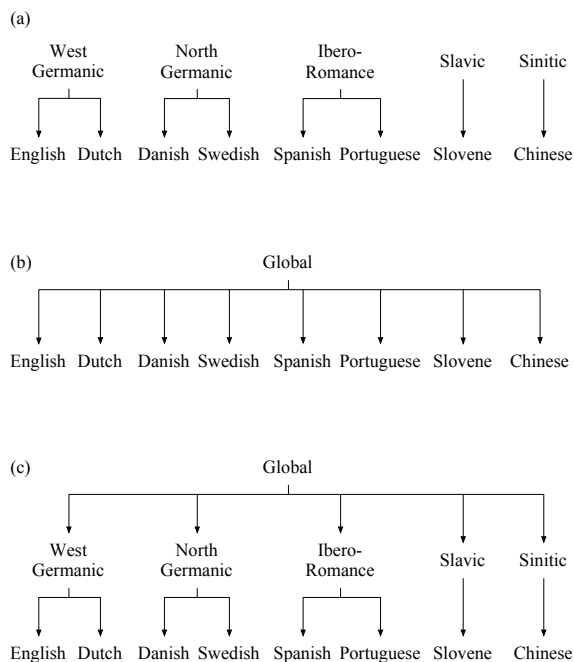 (a)
West Germanic North Germanic Ibero- Romance Slavic Sinitic
English Dutch Danish Swedish Spanish Portuguese Slovene Chinese
(b)
Global
English Dutch Danish Swedish Spanish Portuguese Slovene Chinese
(c)
Global
West Germanic North Germanic Ibero- Romance Slavic Sinitic
English Dutch Danish Swedish Spanish Portuguese Slovene Chinese